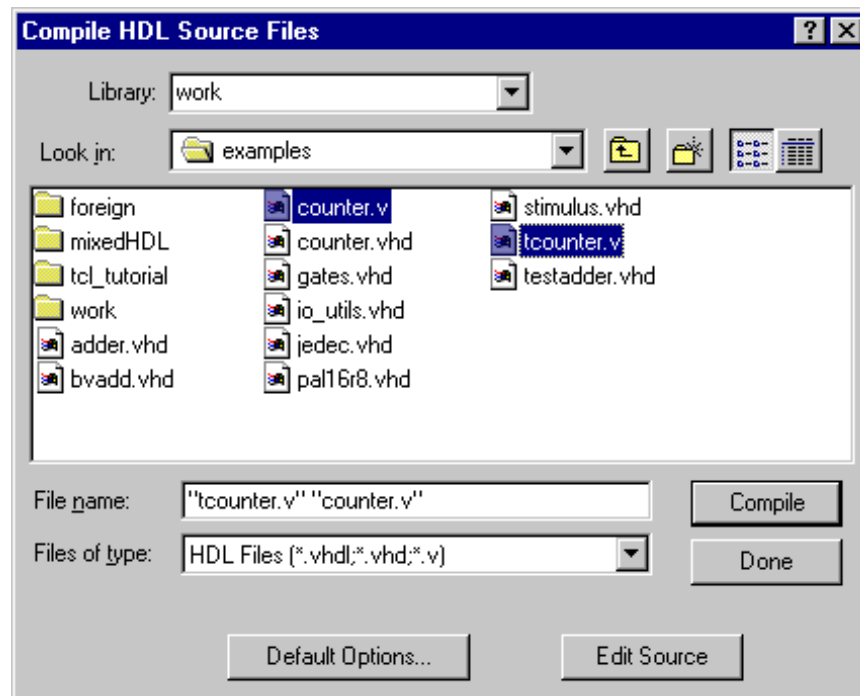 Compile HDL Source Files
Library: work
Look in: examples
foreign counter.v stimulus.vhd
mixedHDL counter.vhd tcounter.v
tcl_tutorial gates.vhd testadder.vhd
work io_utils.vhd
adder.vhd jedec.vhd
bvadd.vhd pal16r8.vhd
File name: "tcounter.v" "counter.v" Compile
Files of type: HDL Files (*.vhdl;*.vhd;*.v) Done
Default Options... Edit Source